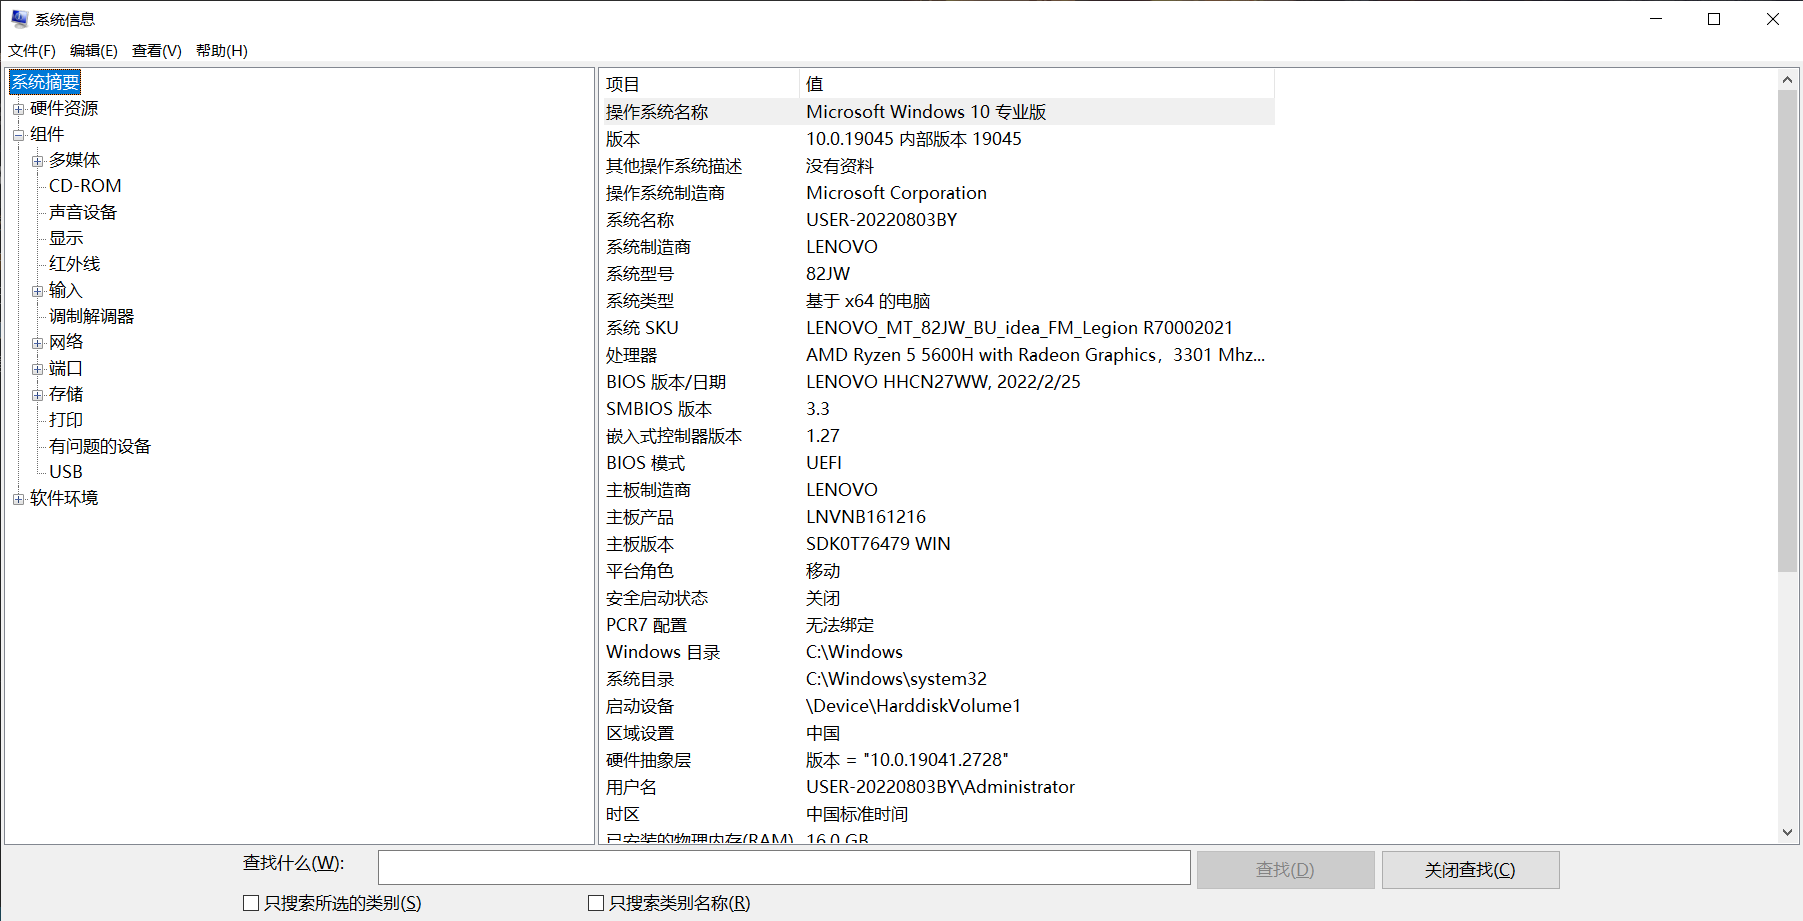 系统信息
文件(F) 编辑(E) 查看(V) 帮助(H)
系统摘要
硬件资源
组件
多媒体
CD-ROM
声音设备
显示
红外线
输入
调制解调器
网络
端口
存储
打印
有问题的设备
USB
软件环境
项目 值
操作系统名称 Microsoft Windows 10 专业版
版本 10.0.19045 内部版本 19045
其他操作系统描述 没有资料
操作系统制造商 Microsoft Corporation
系统名称 USER-20220803BY
系统制造商 LENOVO
系统型号 82JW
系统类型 基于 x64 的电脑
系统 SKU LENOVO_MT_82JW_BU_idea_FM_Legion R70002021
处理器 AMD Ryzen 5 5600H with Radeon Graphics，3301 Mhz...
BIOS 版本/日期 LENOVO HHCN27WW, 2022/2/25
SMBIOS 版本 3.3
嵌入式控制器版本 1.27
BIOS 模式 UEFI
主板制造商 LENOVO
主板产品 LNVNB161216
主板版本 SDK0T76479 WIN
平台角色 移动
安全启动状态 关闭
PCR7 配置 无法绑定
Windows 目录 C:\Windows
系统目录 C:\Windows\system32
启动设备 \Device\HarddiskVolume1
区域设置 中国
硬件抽象层 版本 = "10.0.19041.2728"
用户名 USER-20220803BY\Administrator
时区 中国标准时间
已安装的物理内存(RAM) 16.0 GB
查找什么(W): 查找(D) 关闭查找(C)
只搜索所选的类别(S) 只搜索类别名称(R)